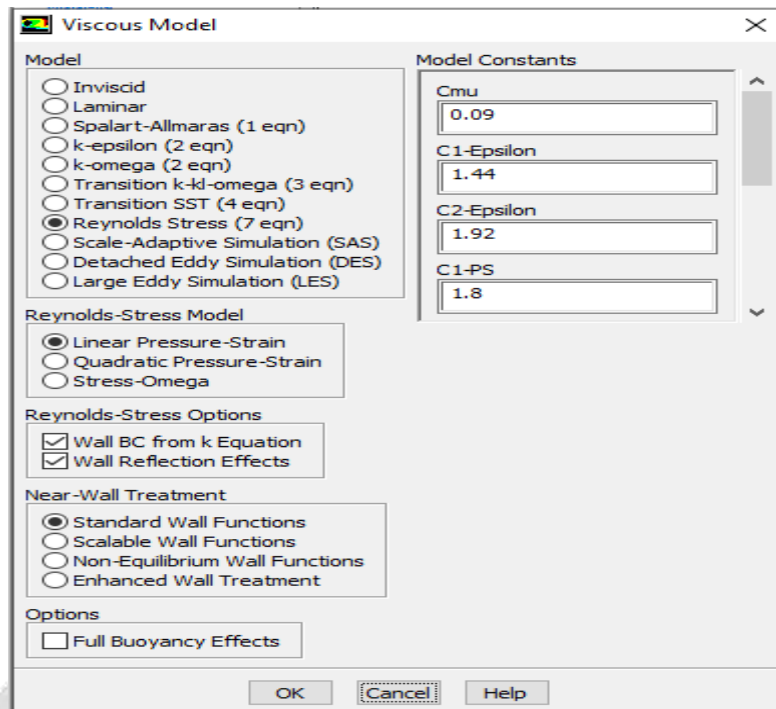 Viscous Model
Model
Inviscid
Laminar
Spalart-Allmaras (1 eqn)
k-epsilon (2 eqn)
k-omega (2 eqn)
Transition k-kl-omega (3 eqn)
Transition SST (4 eqn)
Reynolds Stress (7 eqn)
Scale-Adaptive Simulation (SAS)
Detached Eddy Simulation (DES)
Large Eddy Simulation (LES)
Reynolds-Stress Model
Linear Pressure-Strain
Quadratic Pressure-Strain
Stress-Omega
Reynolds-Stress Options
Wall BC from k Equation
Wall Reflection Effects
Near-Wall Treatment
Standard Wall Functions
Scalable Wall Functions
Non-Equilibrium Wall Functions
Enhanced Wall Treatment
Options
Full Buoyancy Effects
Model Constants
Cmu
0.09
C1-Epsilon
1.44
C2-Epsilon
1.92
C1-PS
1.8
OK
Cancel
Help